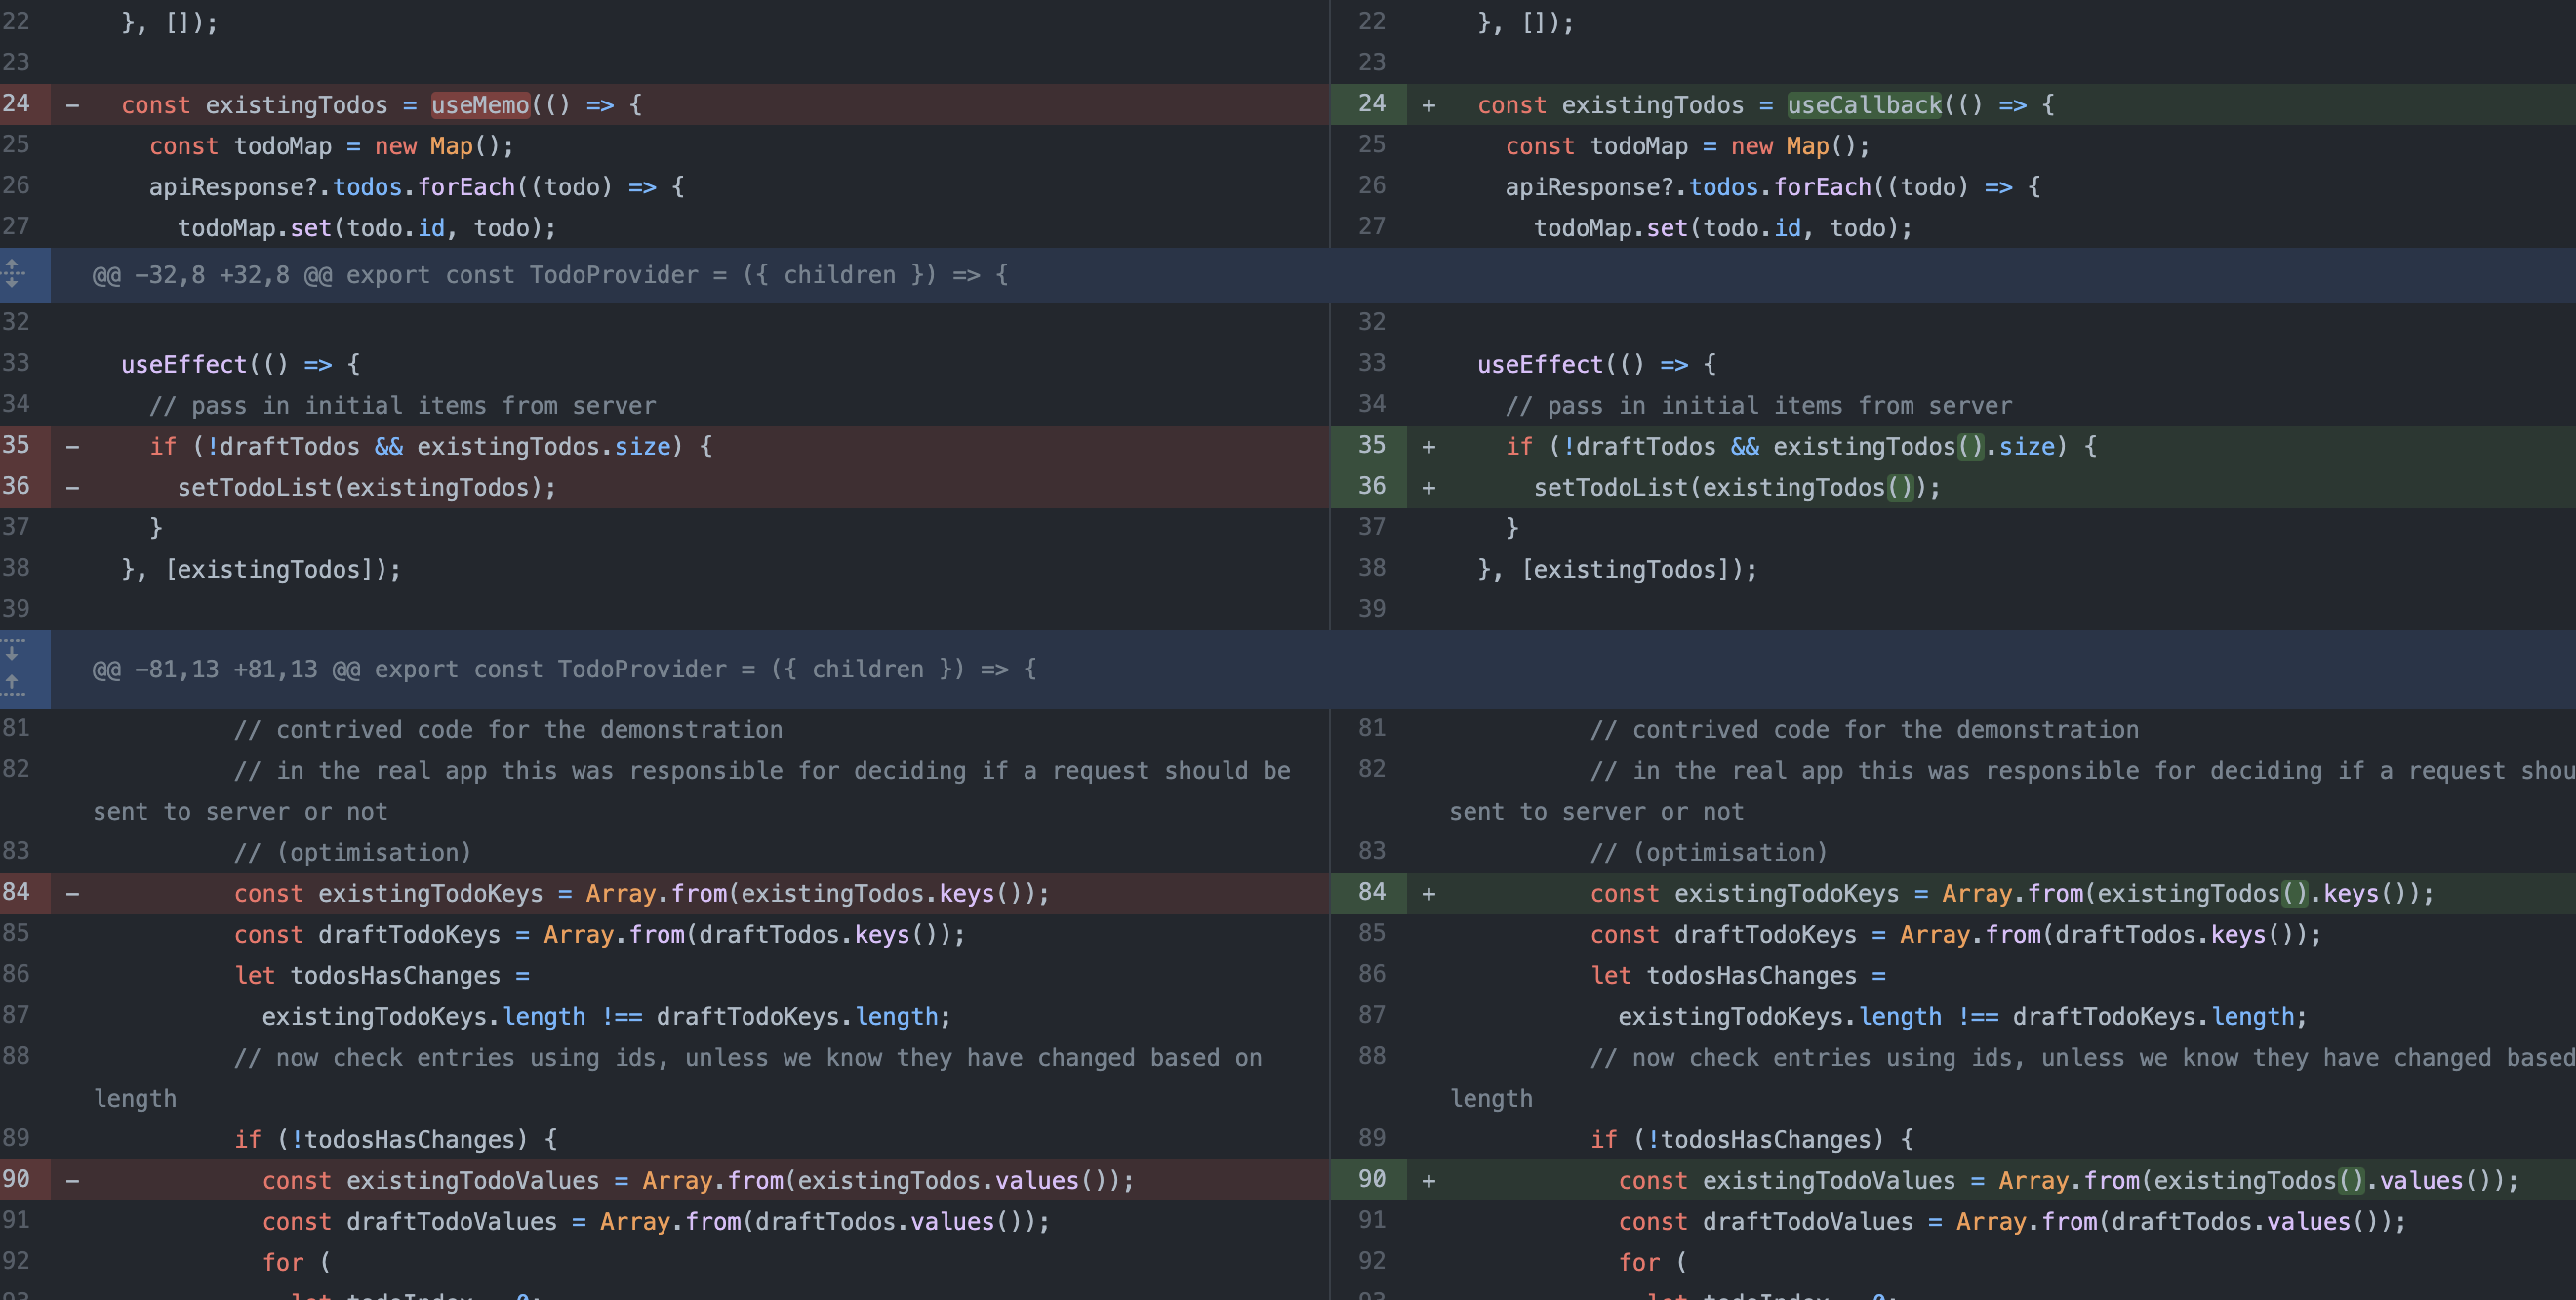 22 }, []);
23
24 - const existingTodos = useMemo(() => {
25 const todoMap = new Map();
26 apiResponse?.todos.forEach((todo) => {
27 todoMap.set(todo.id, todo);
@@ -32,8 +32,8 @@ export const TodoProvider = ({ children }) => {
32
33 useEffect(() => {
34 // pass in initial items from server
35 - if (!draftTodos && existingTodos.size) {
36 - setTodoList(existingTodos);
37 }
38 }, [existingTodos]);
39
@@ -81,13 +81,13 @@ export const TodoProvider = ({ children }) => {
81 // contrived code for the demonstration
82 // in the real app this was responsible for deciding if a request should be
sent to server or not
83 // (optimisation)
84 - const existingTodoKeys = Array.from(existingTodos.keys());
85 const draftTodoKeys = Array.from(draftTodos.keys());
86 let todosHasChanges =
87 existingTodoKeys.length !== draftTodoKeys.length;
88 // now check entries using ids, unless we know they have changed based on
length
89 if (!todosHasChanges) {
90 - const existingTodoValues = Array.from(existingTodos.values());
91 const draftTodoValues = Array.from(draftTodos.values());
92 for (
22 }, []);
23
24 + const existingTodos = useCallback(() => {
25 const todoMap = new Map();
26 apiResponse?.todos.forEach((todo) => {
27 todoMap.set(todo.id, todo);
32
33 useEffect(() => {
34 // pass in initial items from server
35 + if (!draftTodos && existingTodos().size) {
36 + setTodoList(existingTodos());
37 }
38 }, [existingTodos]);
39
81 // contrived code for the demonstration
82 // in the real app this was responsible for deciding if a request shou
sent to server or not
83 // (optimisation)
84 + const existingTodoKeys = Array.from(existingTodos().keys());
85 const draftTodoKeys = Array.from(draftTodos.keys());
86 let todosHasChanges =
87 existingTodoKeys.length !== draftTodoKeys.length;
88 // now check entries using ids, unless we know they have changed based
length
89 if (!todosHasChanges) {
90 + const existingTodoValues = Array.from(existingTodos().values());
91 const draftTodoValues = Array.from(draftTodos.values());
92 for (